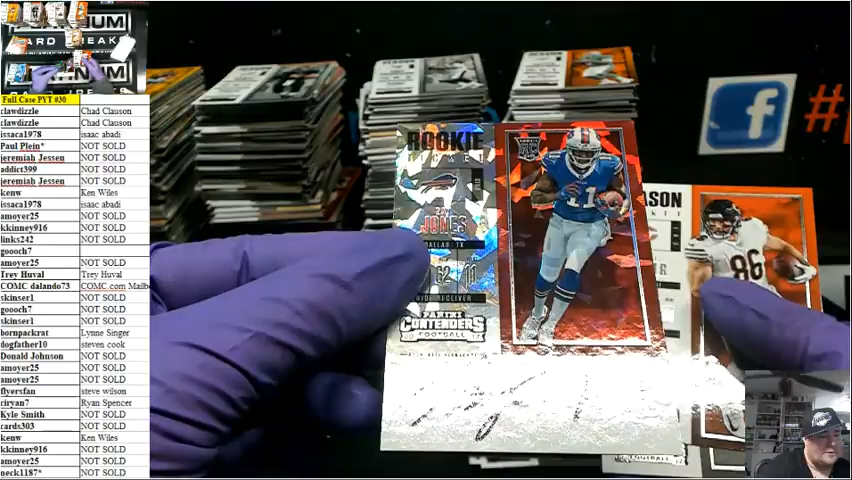 Full Case PYT #30
clawdizzle Chad Clauson
clawdizzle Chad Clauson
issaca1978 isaac abadi
Paul Plein* NOT SOLD
jeremiah Jessen NOT SOLD
addict399 NOT SOLD
jeremiah Jessen NOT SOLD
kenw Ken Wiles
issaca1978 isaac abadi
amoyer25 NOT SOLD
kkinney916 NOT SOLD
links242 NOT SOLD
goooch7
amoyer25 NOT SOLD
Trey Huval Trey Huval
COMC dalando73 COMC.com Mailb
skinser1 NOT SOLD
goooch7 NOT SOLD
skinser1 NOT SOLD
bornpackrat Lynne Singer
dogfather10 steven cook
Donald Johnson NOT SOLD
amoyer25 NOT SOLD
amoyer25 NOT SOLD
flyersfan steve wilson
ciryan7 Ryan Spencer
Kyle Smith NOT SOLD
cards303 NOT SOLD
kenw Ken Wiles
kkinney916 NOT SOLD
amoyer25 NOT SOLD
neck1187* NOT SOLD
ROOKIE
TICKET
ZAY
JONES
DALLAS, TX
WIDE RECEIVER
PANINI
CONTENDERS
FOOTBALL
11
86
f
#